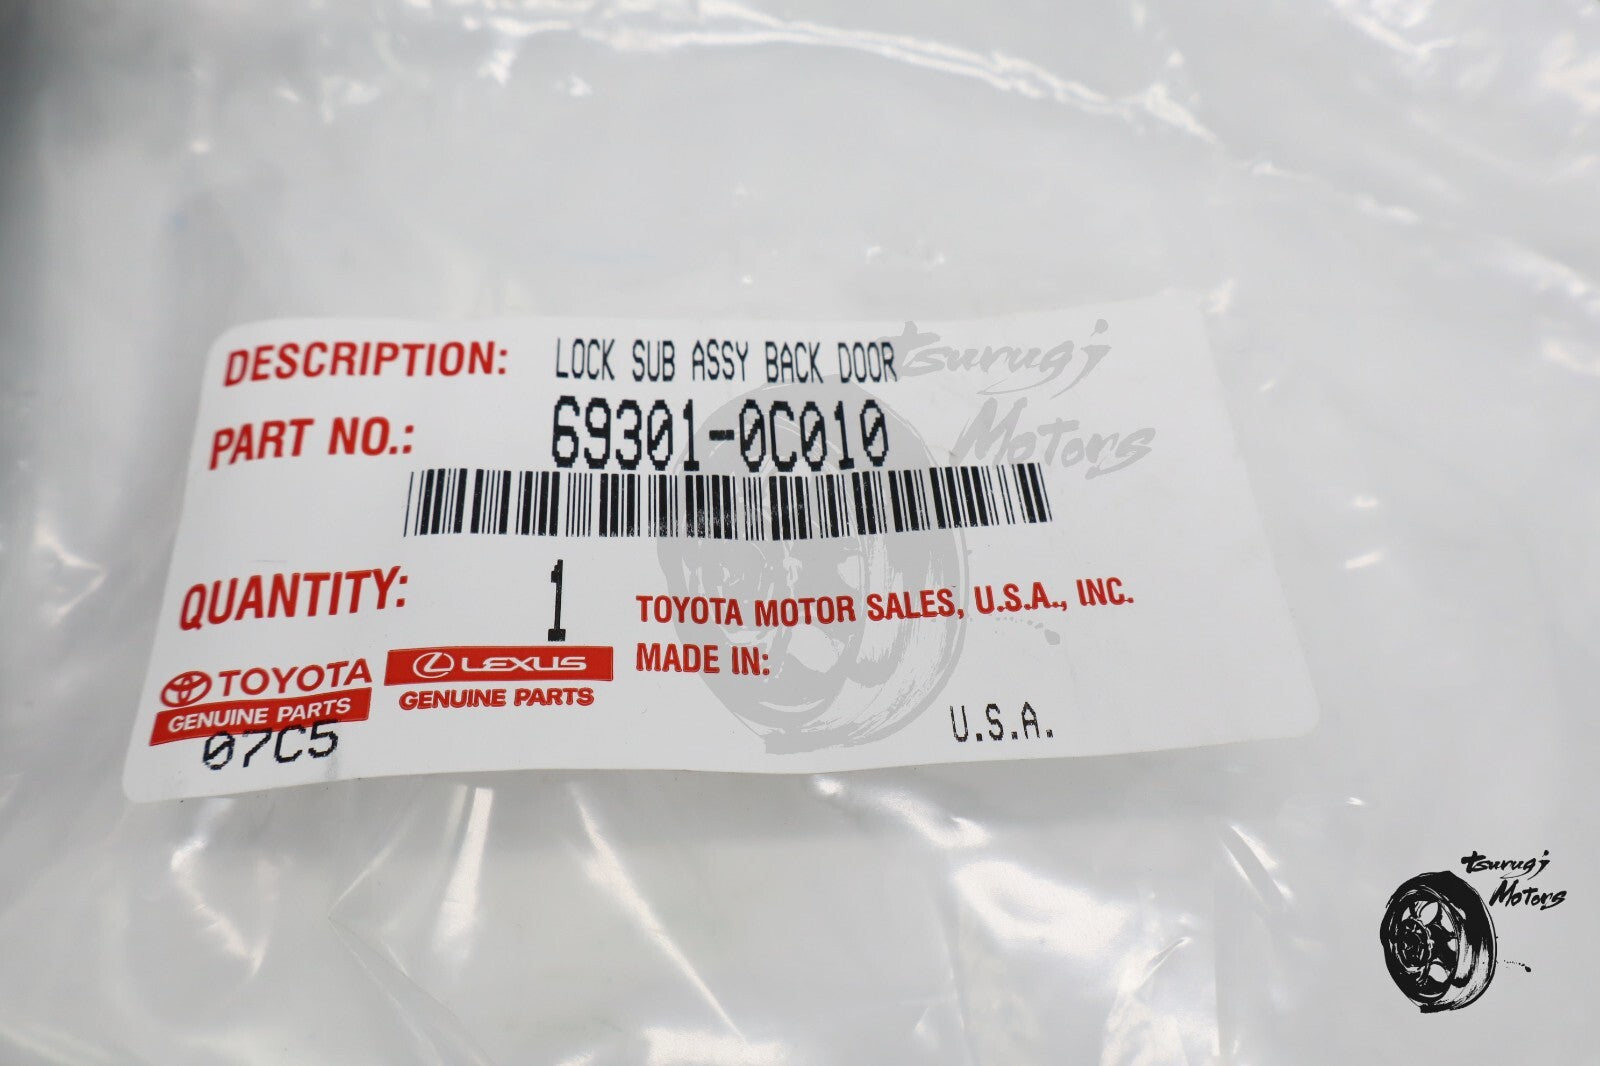 DESCRIPTION: LOCK SUB ASSY BACK DOOR
PART NO.: 69301-0C010
QUANTITY: 1
TOYOTA MOTOR SALES, U.S.A., INC.
MADE IN:
U.S.A.
TOYOTA
GENUINE PARTS
LEXUS
GENUINE PARTS
07C5
tsurugi
Motors
tsurugi
Motors